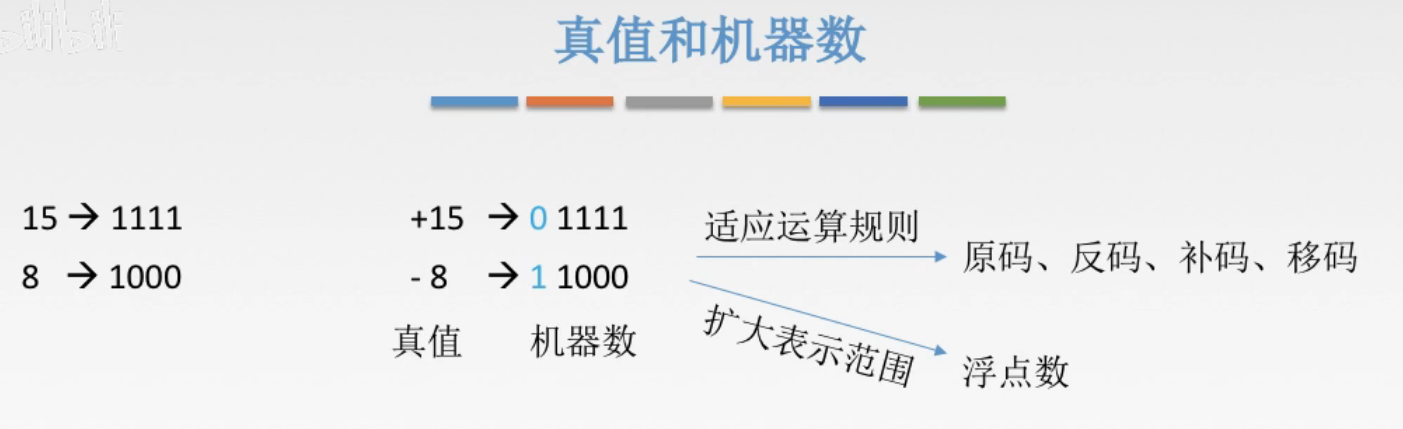 真值和机器数
15 → 1111
8 → 1000
+15 → 0 1111
- 8 → 1 1000
真值 机器数
适应运算规则
原码、反码、补码、移码
扩大表示范围
浮点数